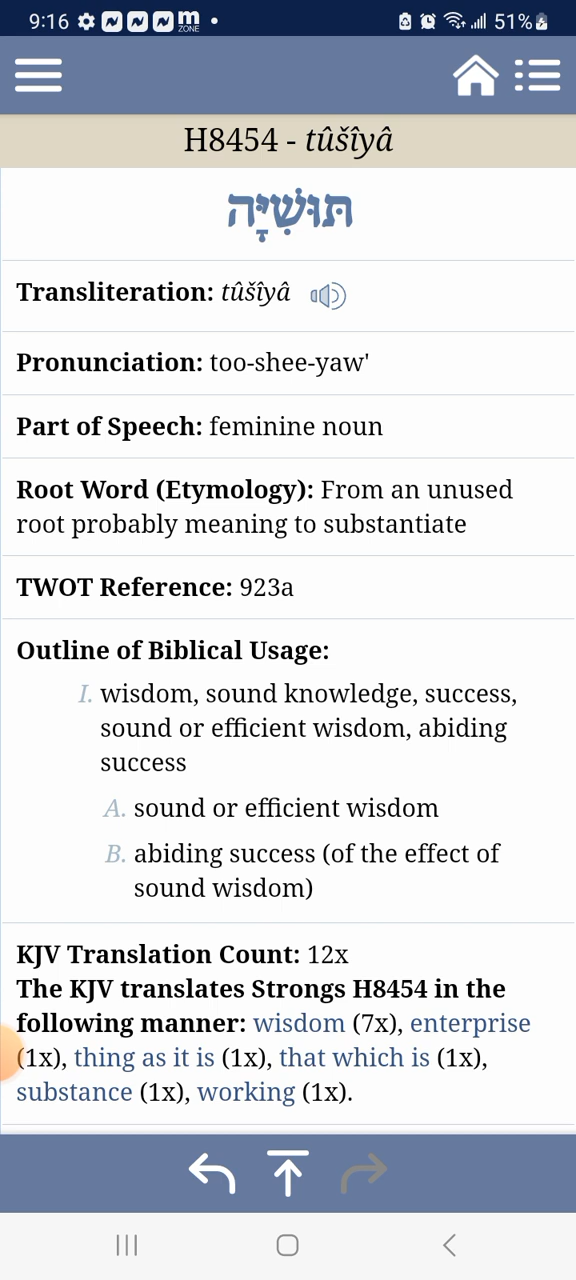 9:16 m ZONE 51%
H8454 - tûšîyâ
תּוּשִׁיָּה
Transliteration: tûšîyâ
Pronunciation: too-shee-yaw'
Part of Speech: feminine noun
Root Word (Etymology): From an unused
root probably meaning to substantiate
TWOT Reference: 923a
Outline of Biblical Usage:
I. wisdom, sound knowledge, success,
sound or efficient wisdom, abiding
success
A. sound or efficient wisdom
B. abiding success (of the effect of
sound wisdom)
KJV Translation Count: 12x
The KJV translates Strongs H8454 in the
following manner: wisdom (7x), enterprise
(1x), thing as it is (1x), that which is (1x),
substance (1x), working (1x).